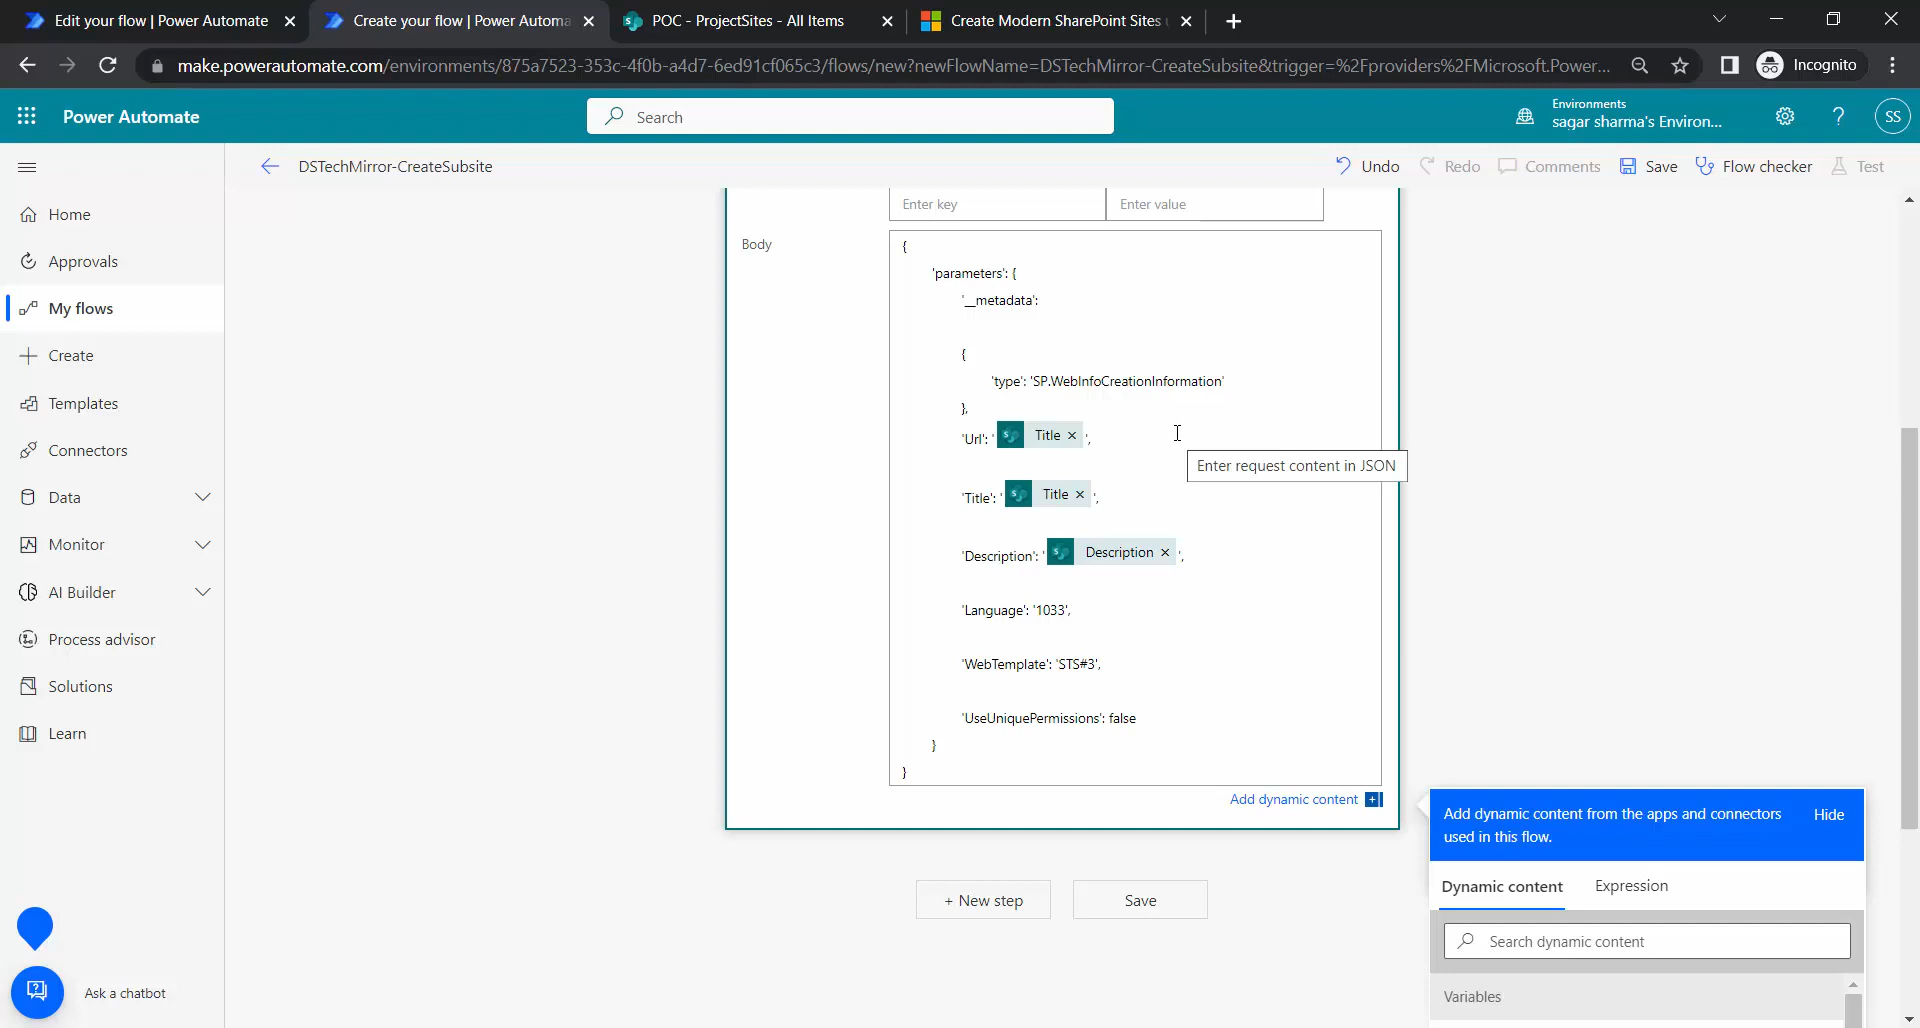 Edit your flow | Power Automate
Create your flow | Power Automa
POC - ProjectSites - All Items
Create Modern SharePoint Sites
make.powerautomate.com/environments/875a7523-353c-4f0b-a4d7-6ed91cf065c3/flows/new?newFlowName=DSTechMirror-CreateSubsite&trigger=%2Fproviders%2FMicrosoft.Power...
Incognito
Power Automate
Search
Environments
sagar sharma's Environ...
SS
DSTechMirror-CreateSubsite
Undo
Redo
Comments
Save
Flow checker
Test
Home
Approvals
My flows
Create
Templates
Connectors
Data
Monitor
AI Builder
Process advisor
Solutions
Learn
Ask a chatbot
Enter key
Enter value
Body
{
'parameters': {
'__metadata':
{
'type': 'SP.WebInfoCreationInformation'
},
'Url': ' Title × ',
Enter request content in JSON
'Title': ' Title × ',
'Description': ' Description × ',
'Language': '1033',
'WebTemplate': 'STS#3',
'UseUniquePermissions': false
}
}
Add dynamic content
+ New step
Save
Add dynamic content from the apps and connectors
used in this flow.
Hide
Dynamic content
Expression
Search dynamic content
Variables